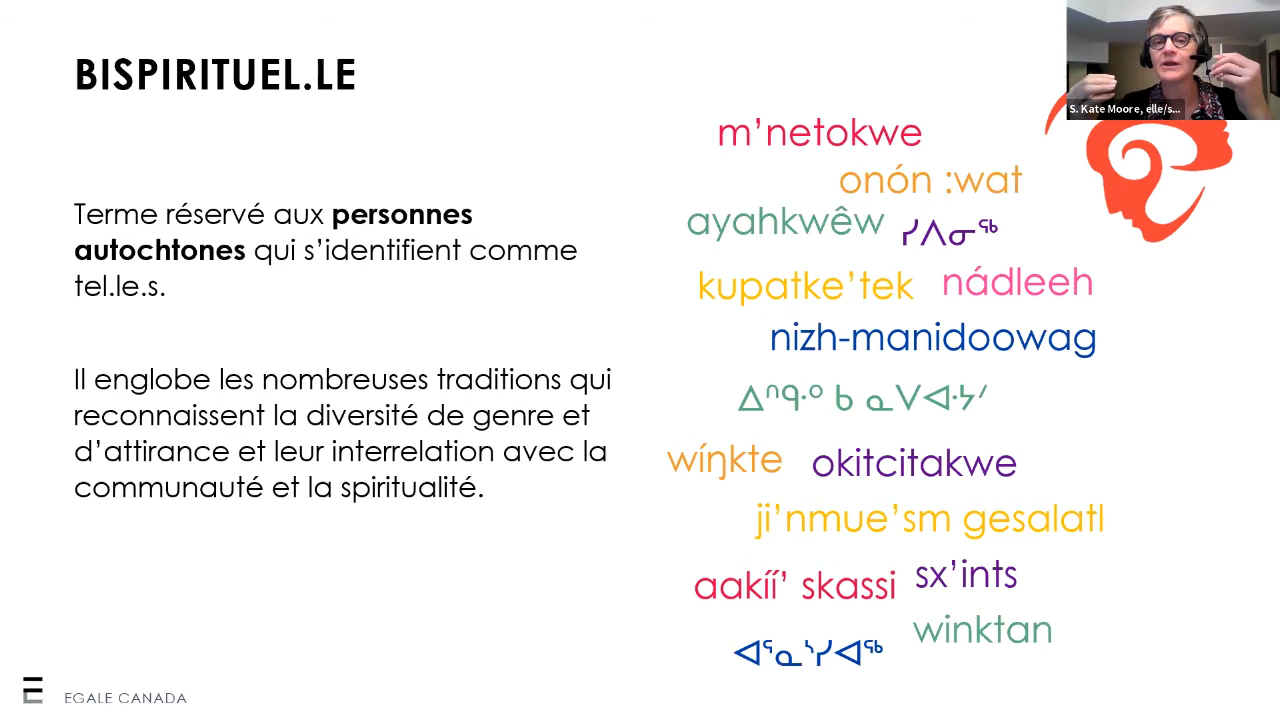 BISPIRITUEL.LE
S. Kate Moore, elle/s...
Terme réservé aux personnes
autochtones qui s’identifient comme
tel.le.s.
Il englobe les nombreuses traditions qui
reconnaissent la diversité de genre et
d’attirance et leur interrelation avec la
communauté et la spiritualité.
m’netokwe
onón :wat
ayahkwêw
ᓯᐱᓂᖅ
kupatke’tek
nádleeh
nizh-manidoowag
ᐃᐢᑫᐧᐤ ᑲ ᓇᐯᐊᐧᔭᐟ
wíŋkte
okitcitakwe
ji’nmue’sm gesalatl
aakíí’ skassi
sx’ints
winktan
ᐊᕐᓇᓴᐃᖅ
EGALE CANADA